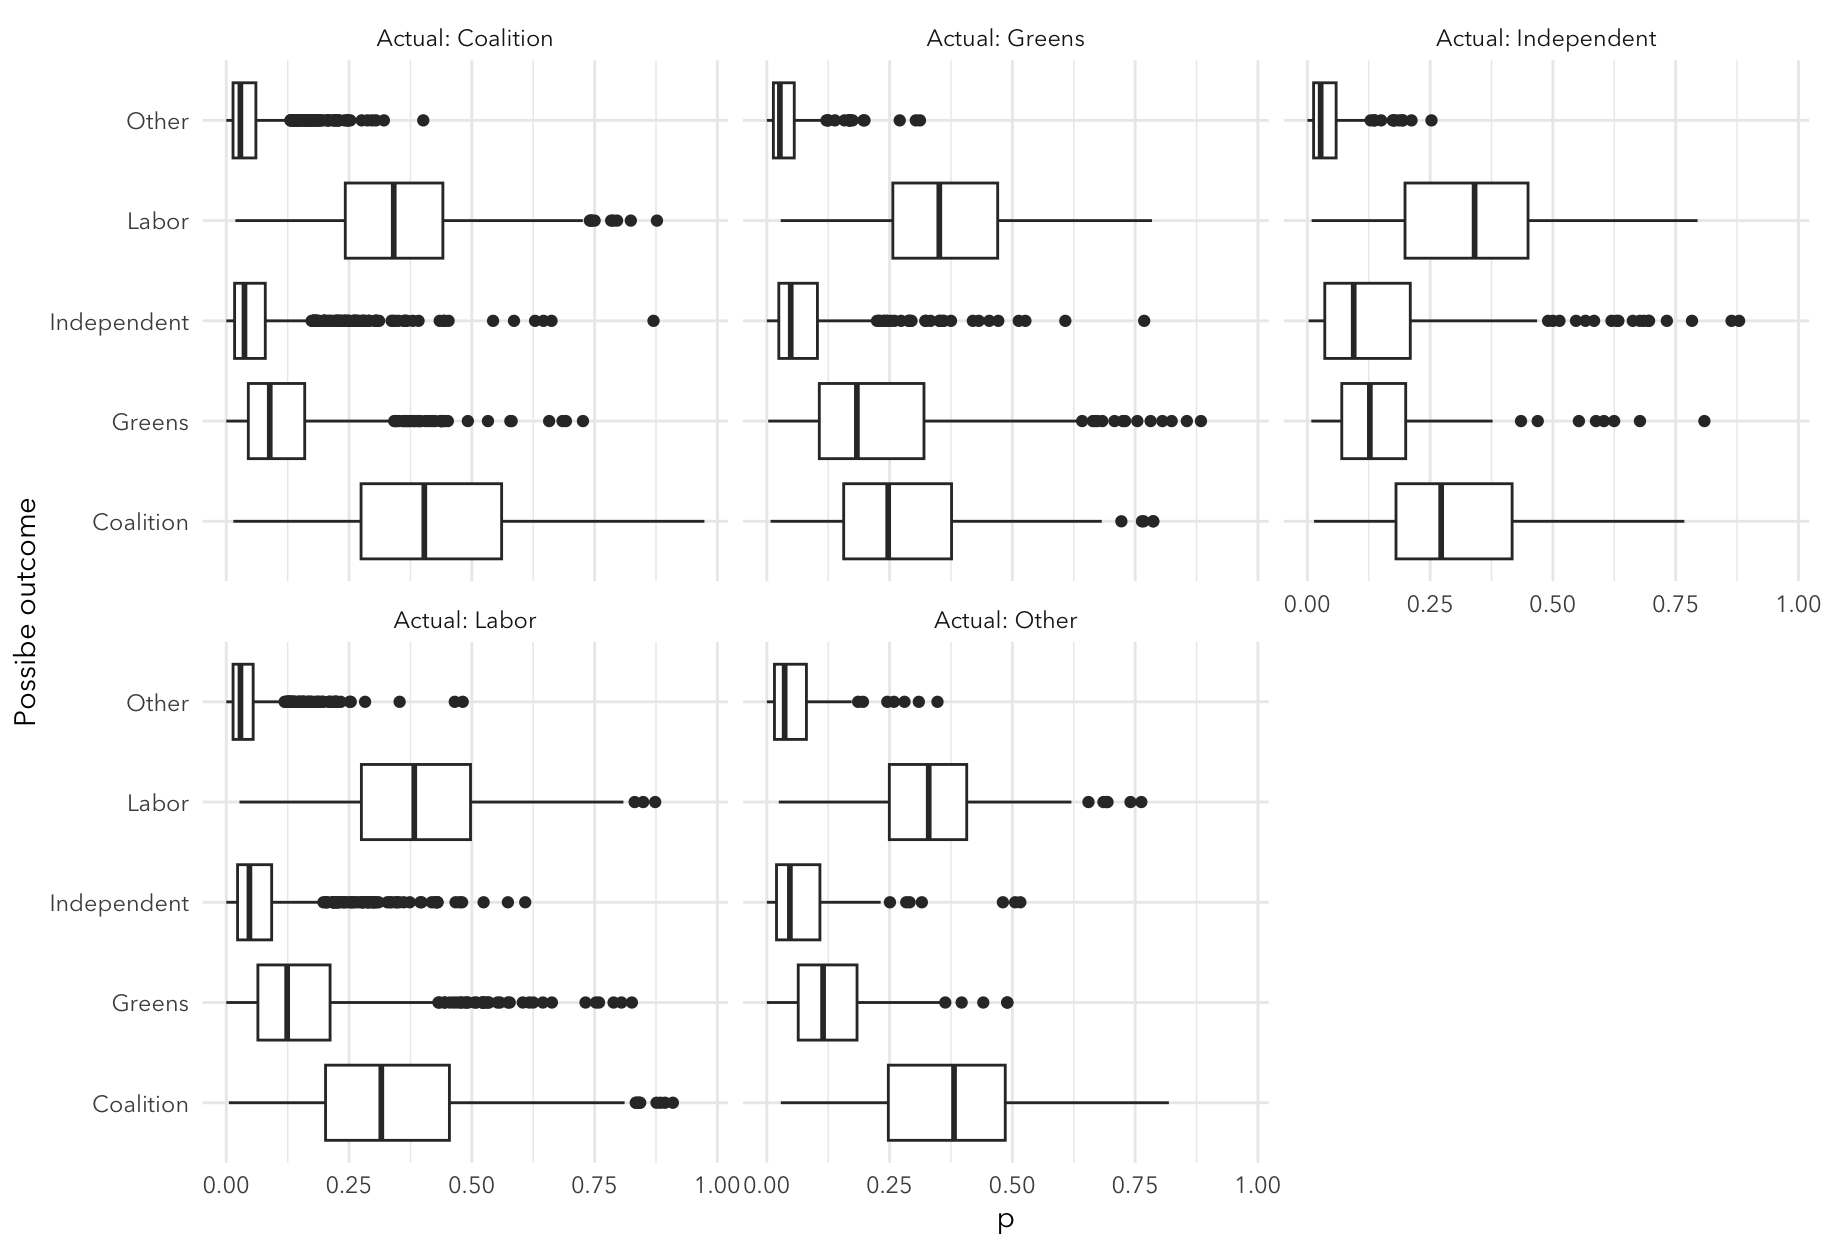 Actual: Coalition
Actual: Greens
Actual: Independent
Other
Labor
Independent
Greens
Coalition
0.00 0.25 0.50 0.75 1.00
Actual: Labor
Actual: Other
Other
Labor
Independent
Greens
Coalition
0.00 0.25 0.50 0.75 1.00
0.00 0.25 0.50 0.75 1.00
p
Possibe outcome